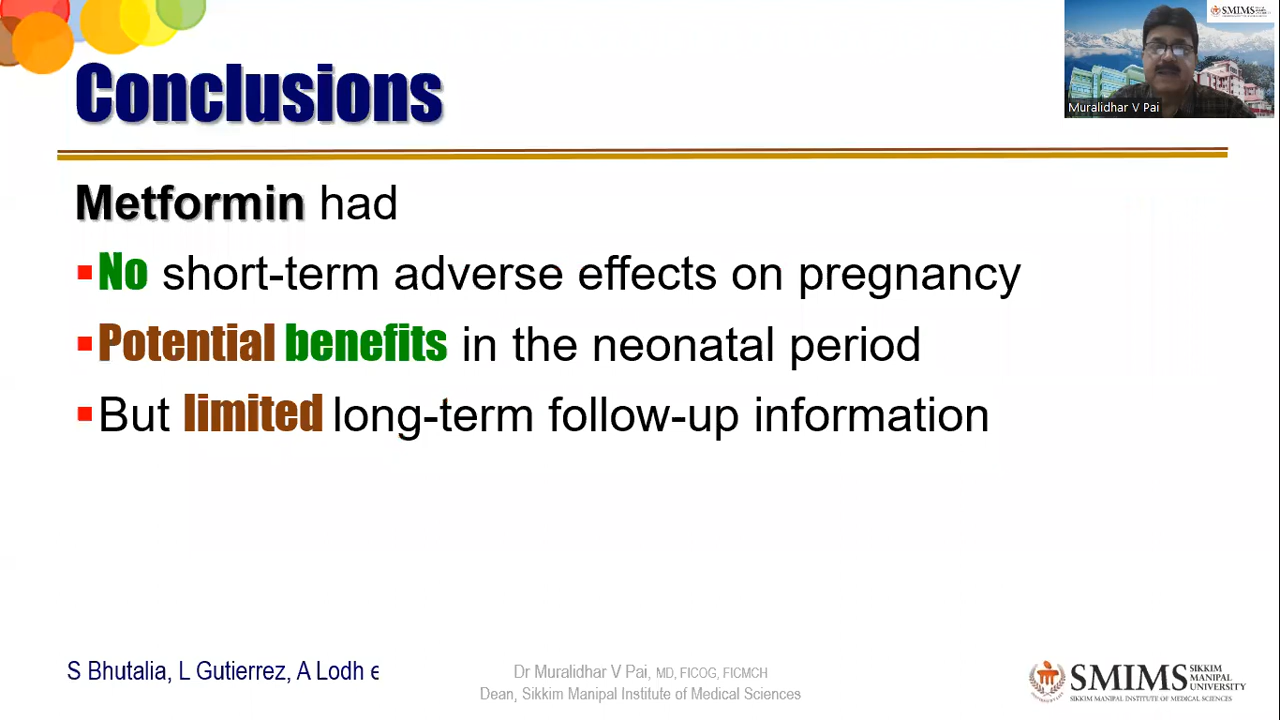 SMIMS
Muralidhar V Pai
Conclusions
Metformin had
▪No short-term adverse effects on pregnancy
▪Potential benefits in the neonatal period
▪But limited long-term follow-up information
S Bhutalia, L Gutierrez, A Lodh e
Dr Muralidhar V Pai, MD, FICOG, FICMCH
Dean, Sikkim Manipal Institute of Medical Sciences
SMIMS SIKKIM
MANIPAL
UNIVERSITY
SIKKIM MANIPAL INSTITUTE OF MEDICAL SCIENCES